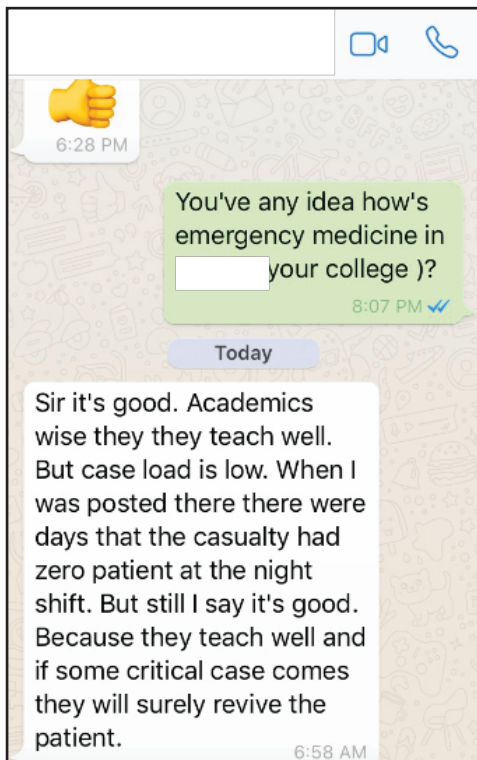 6:28 PM
You've any idea how's
emergency medicine in
your college )?
8:07 PM
Today
Sir it's good. Academics
wise they they teach well.
But case load is low. When I
was posted there there were
days that the casualty had
zero patient at the night
shift. But still I say it's good.
Because they teach well and
if some critical case comes
they will surely revive the
patient.
6:58 AM